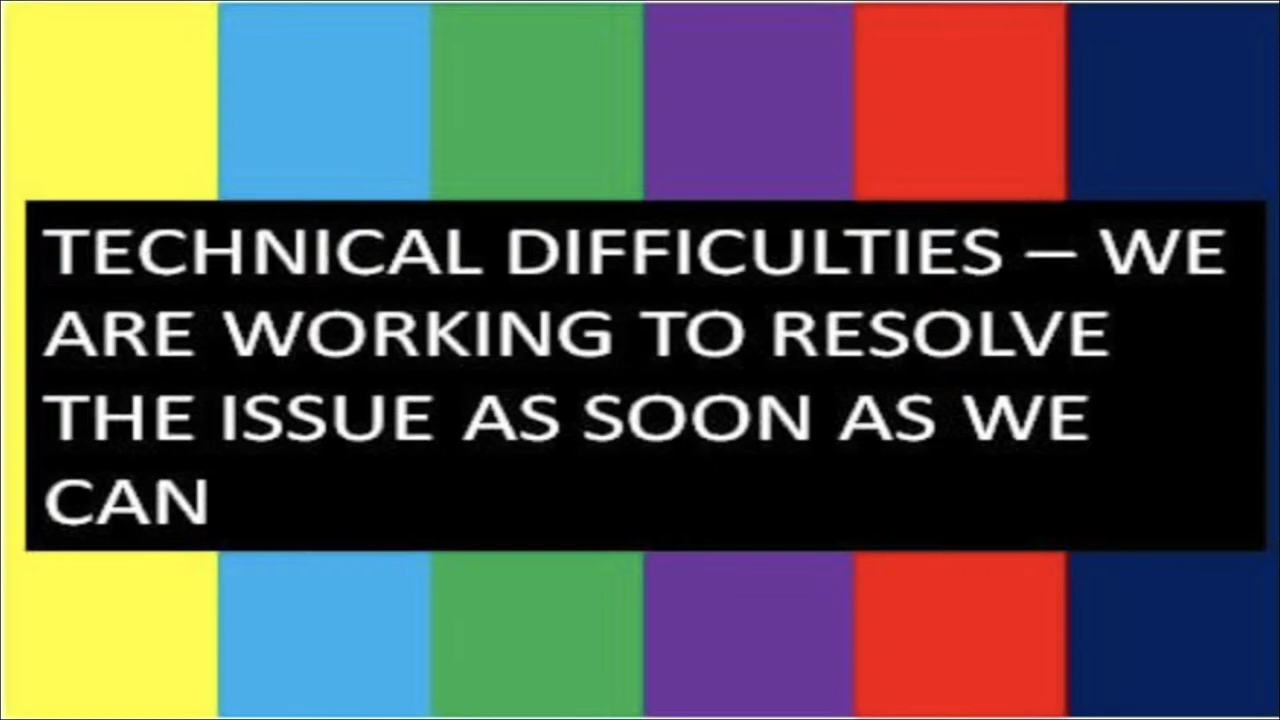 TECHNICAL DIFFICULTIES – WE
ARE WORKING TO RESOLVE
THE ISSUE AS SOON AS WE
CAN